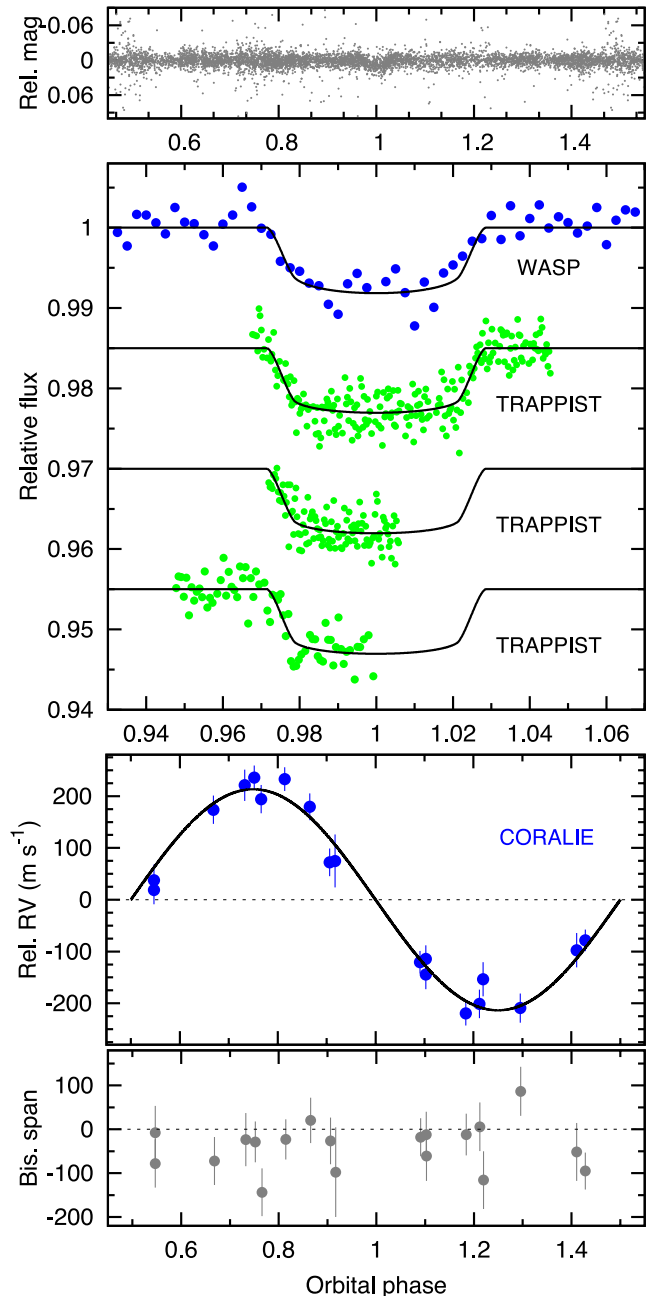 Rel. mag
-0.06
0
0.06
0.6 0.8 1 1.2 1.4
Relative flux
1
0.99
0.98
0.97
0.96
0.95
0.94
WASP
TRAPPIST
TRAPPIST
TRAPPIST
0.94 0.96 0.98 1 1.02 1.04 1.06
Rel. RV (m s⁻¹)
200
100
0
-100
-200
CORALIE
Bis. span
100
0
-100
-200
0.6 0.8 1 1.2 1.4
Orbital phase